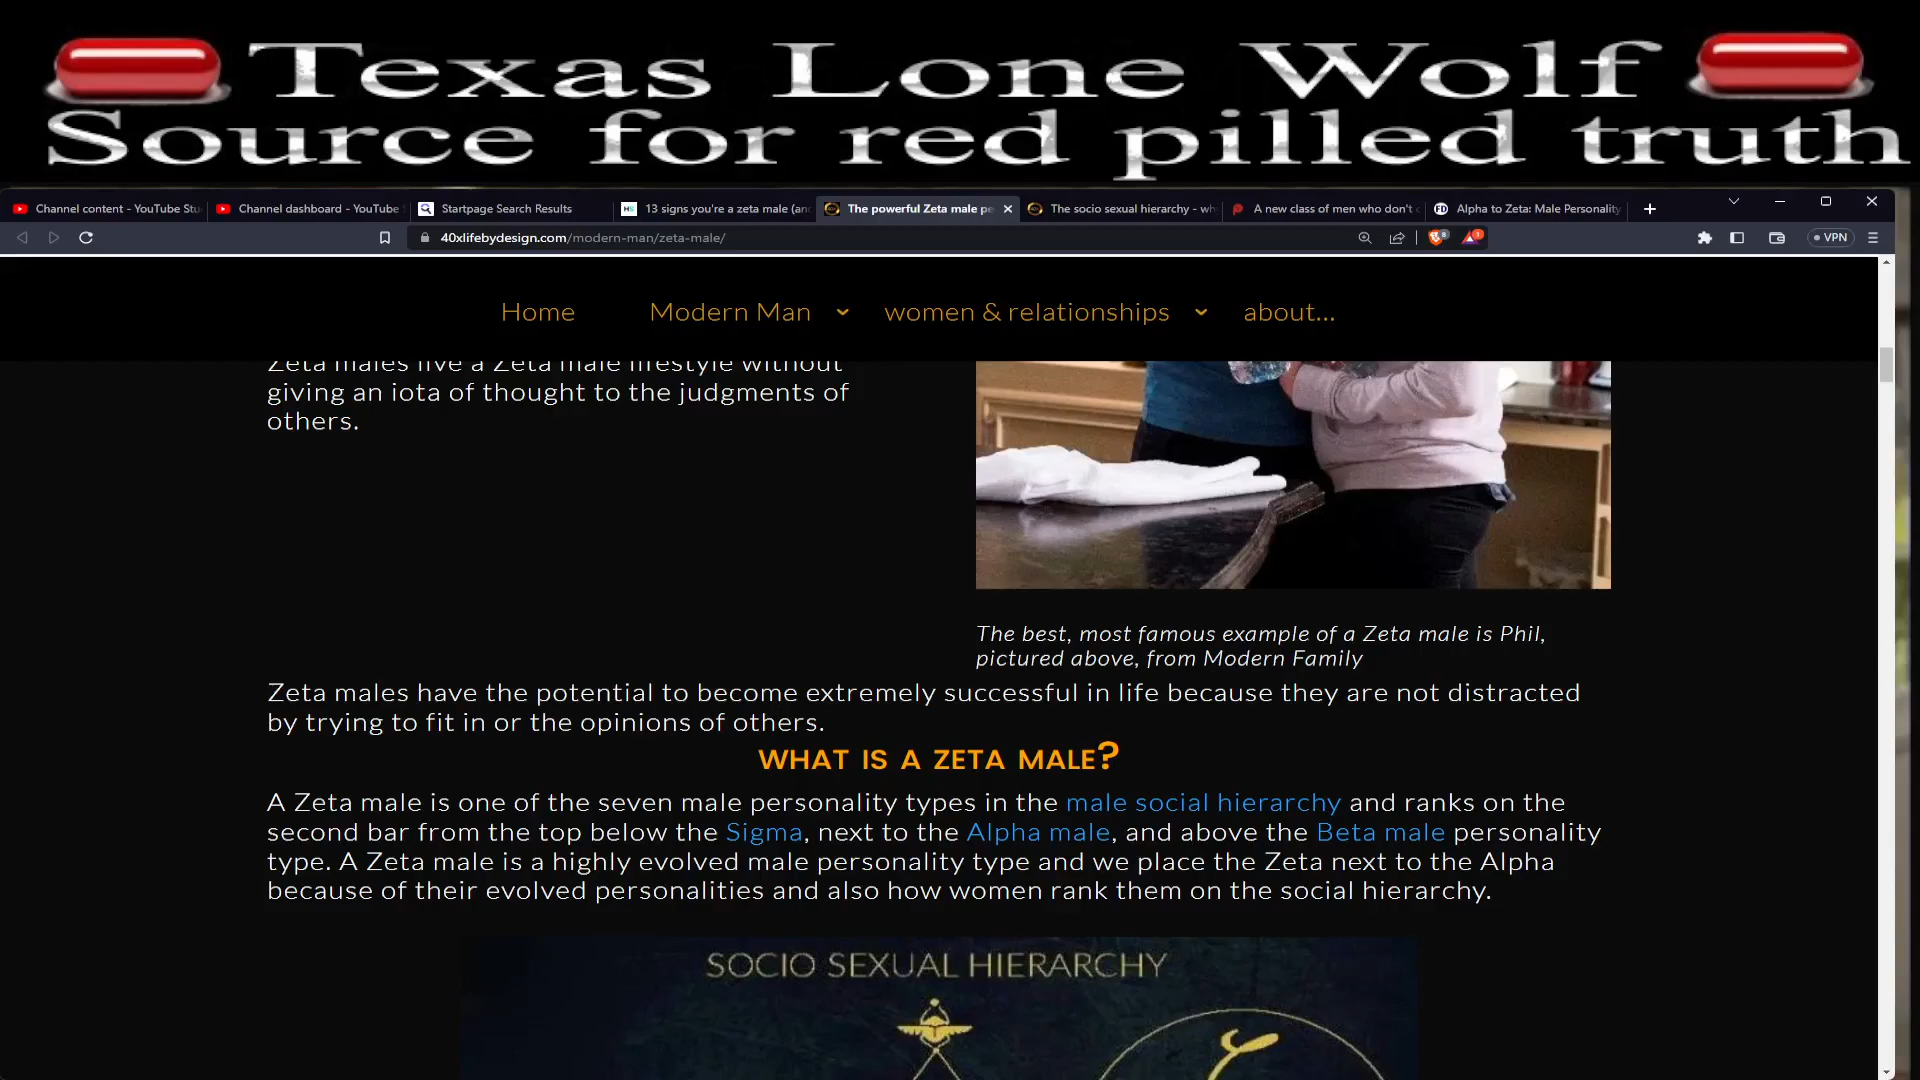 Texas Lone Wolf
Source for red pilled truth
Channel content - YouTube Stu
Channel dashboard - YouTube S
Startpage Search Results
13 signs you're a zeta male (an
The powerful Zeta male pe
The socio sexual hierarchy - wh
A new class of men who don't c
Alpha to Zeta: Male Personality
40xlifebydesign.com/modern-man/zeta-male/
VPN
Home
Modern Man
women & relationships
about...
Zeta males live a Zeta male lifestyle without
giving an iota of thought to the judgments of
others.
The best, most famous example of a Zeta male is Phil,
pictured above, from Modern Family
Zeta males have the potential to become extremely successful in life because they are not distracted
by trying to fit in or the opinions of others.
WHAT IS A ZETA MALE?
A Zeta male is one of the seven male personality types in the male social hierarchy and ranks on the
second bar from the top below the Sigma, next to the Alpha male, and above the Beta male personality
type. A Zeta male is a highly evolved male personality type and we place the Zeta next to the Alpha
because of their evolved personalities and also how women rank them on the social hierarchy.
SOCIO SEXUAL HIERARCHY